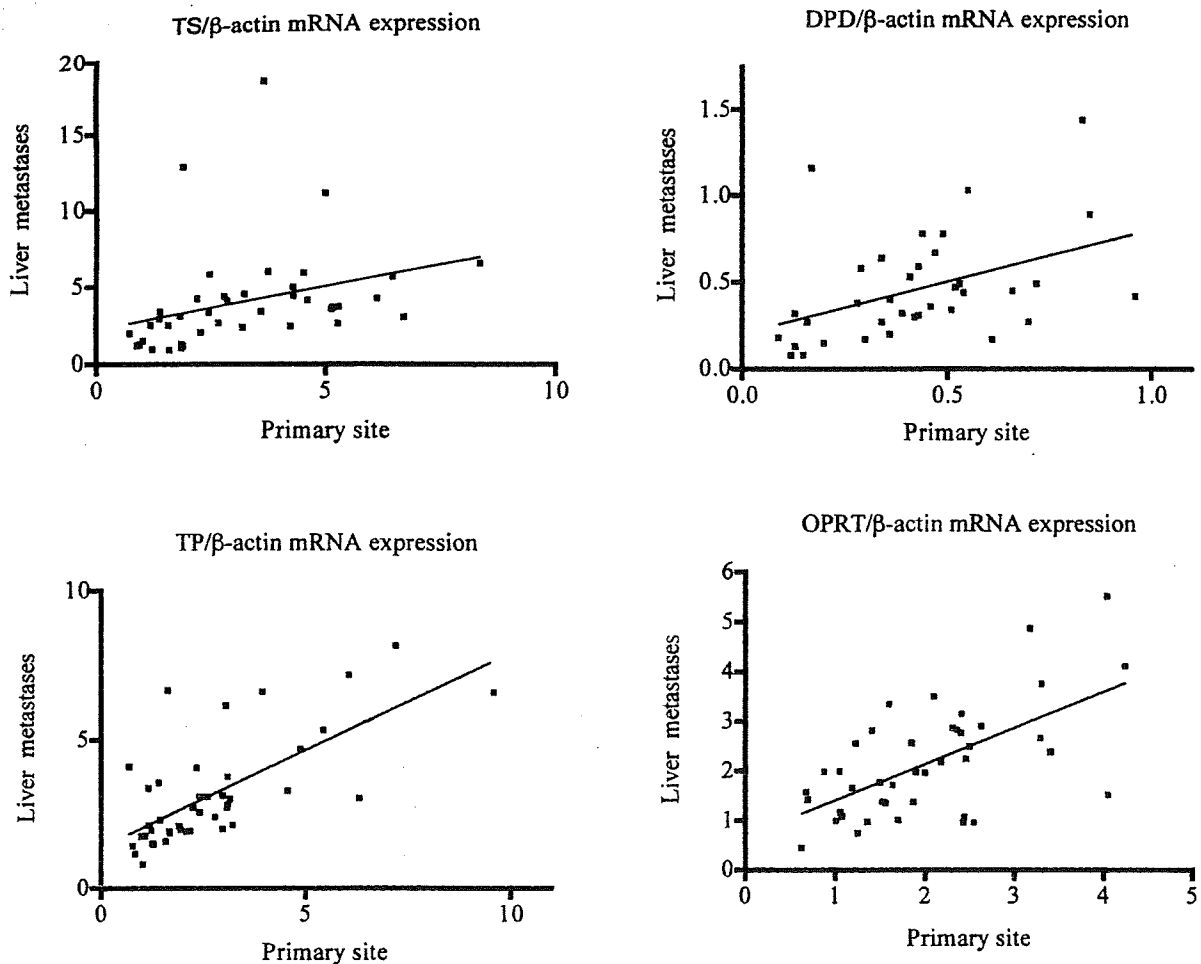 TS/β-actin mRNA expression
Liver metastases
20
15
10
5
0
0 5 10
Primary site
DPD/β-actin mRNA expression
Liver metastases
1.5
1.0
0.5
0.0
0.0 0.5 1.0
Primary site
TP/β-actin mRNA expression
Liver metastases
10
5
0
0 5 10
Primary site
OPRT/β-actin mRNA expression
Liver metastases
6
5
4
3
2
1
0
0 1 2 3 4 5
Primary site